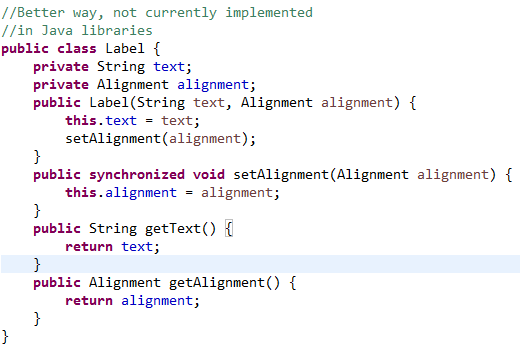 //Better way, not currently implemented
//in Java libraries
public class Label {
    private String text;
    private Alignment alignment;
    public Label(String text, Alignment alignment) {
        this.text = text;
        setAlignment(alignment);
    }
    public synchronized void setAlignment(Alignment alignment) {
        this.alignment = alignment;
    }
    public String getText() {
        return text;
    }
    public Alignment getAlignment() {
        return alignment;
    }
}